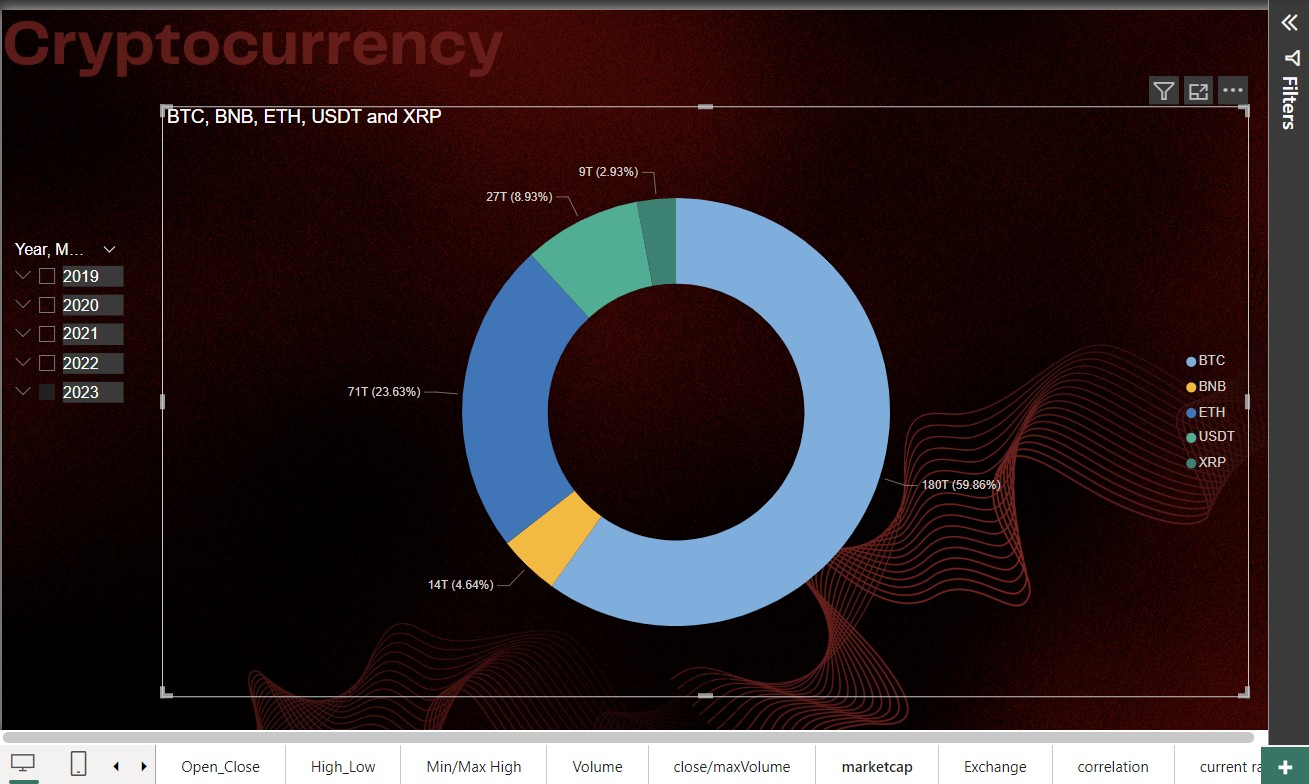 Cryptocurrency
Filters
BTC, BNB, ETH, USDT and XRP
9T (2.93%)
27T (8.93%)
71T (23.63%)
180T (59.86%)
14T (4.64%)
Year, M...
2019
2020
2021
2022
2023
BTC
BNB
ETH
USDT
XRP
Open_Close
High_Low
Min/Max High
Volume
close/maxVolume
marketcap
Exchange
correlation
current ra